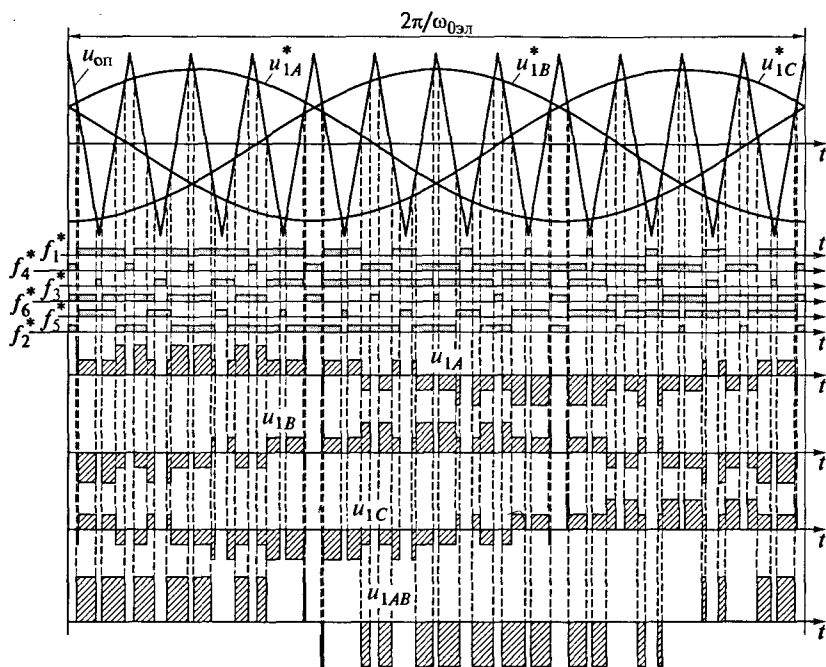 2π/ω₀эл
uоп
u*1A
u*1B
u*1C
t
f*1
t
f*4
f*3
t
f*6
f*5
t
f*2
u1A
t
u1B
t
u1C
t
u1AB
t